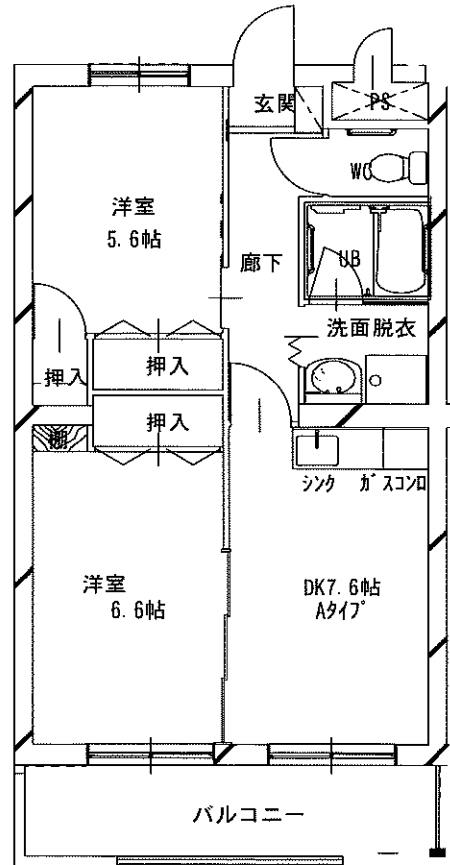 玄関
PS
WC
洋室
5.6帖
廊下
UB
洗面脱衣
押入
押入
押入
棚
シンク ガスコンロ
洋室
6.6帖
DK7.6帖
Aタイプ
バルコニー